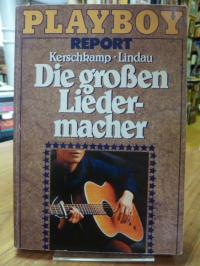 PLAYBOY
REPORT
Kerschkamp · Lindau
Die großen
Lieder-
macher